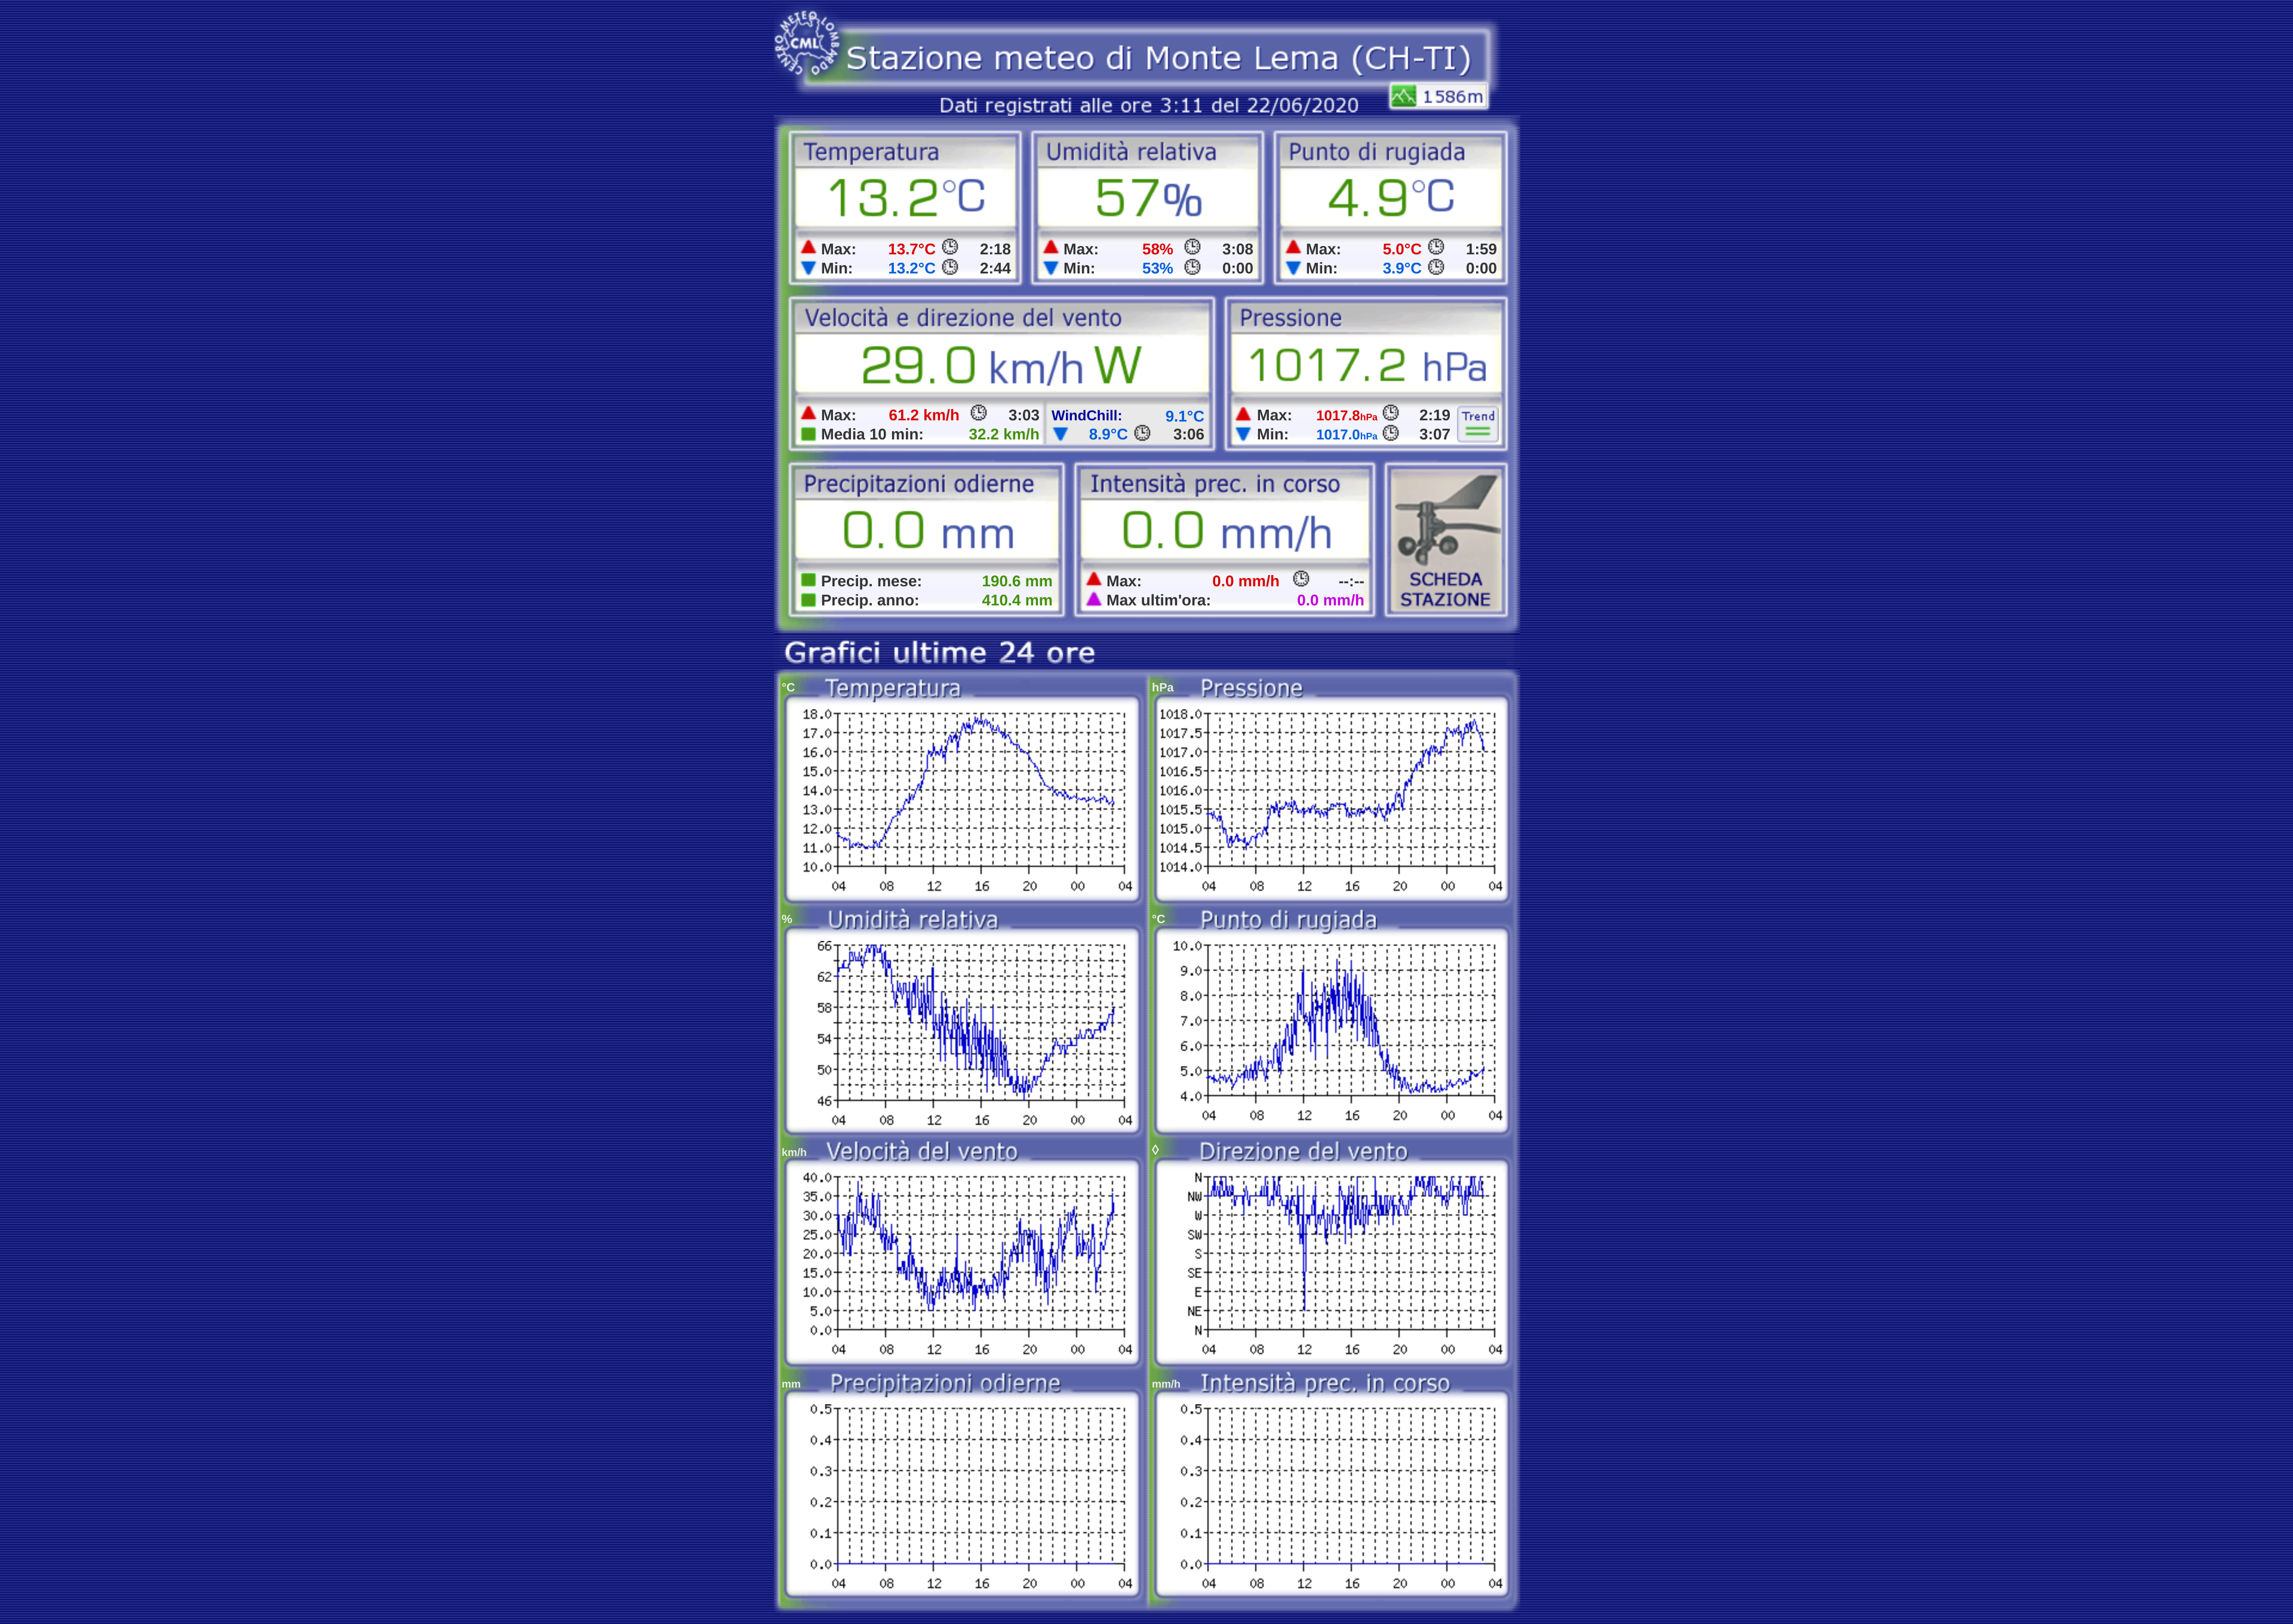 CENTRO METEO LOMBARDO
CML
Stazione meteo di Monte Lema (CH-TI)
1586m
Dati registrati alle ore 3:11 del 22/06/2020
Temperatura
13.2°C
Max: 13.7°C 2:18
Min: 13.2°C 2:44
Umidità relativa
57%
Max: 58% 3:08
Min: 53% 0:00
Punto di rugiada
4.9°C
Max: 5.0°C 1:59
Min: 3.9°C 0:00
Velocità e direzione del vento
29.0 km/h W
Max: 61.2 km/h 3:03
Media 10 min: 32.2 km/h
WindChill: 9.1°C
8.9°C 3:06
Pressione
1017.2 hPa
Max: 1017.8hPa 2:19
Min: 1017.0hPa 3:07
Trend
Precipitazioni odierne
0.0 mm
Precip. mese: 190.6 mm
Precip. anno: 410.4 mm
Intensità prec. in corso
0.0 mm/h
Max: 0.0 mm/h --:--
Max ultim'ora: 0.0 mm/h
SCHEDA
STAZIONE
Grafici ultime 24 ore
°C Temperatura
18.0
17.0
16.0
15.0
14.0
13.0
12.0
11.0
10.0
04 08 12 16 20 00 04
hPa Pressione
1018.0
1017.5
1017.0
1016.5
1016.0
1015.5
1015.0
1014.5
1014.0
04 08 12 16 20 00 04
% Umidità relativa
66
62
58
54
50
46
04 08 12 16 20 00 04
°C Punto di rugiada
10.0
9.0
8.0
7.0
6.0
5.0
4.0
04 08 12 16 20 00 04
km/h Velocità del vento
40.0
35.0
30.0
25.0
20.0
15.0
10.0
5.0
0.0
04 08 12 16 20 00 04
◊ Direzione del vento
N
NW
W
SW
S
SE
E
NE
N
04 08 12 16 20 00 04
mm Precipitazioni odierne
0.5
0.4
0.3
0.2
0.1
0.0
04 08 12 16 20 00 04
mm/h Intensità prec. in corso
0.5
0.4
0.3
0.2
0.1
0.0
04 08 12 16 20 00 04